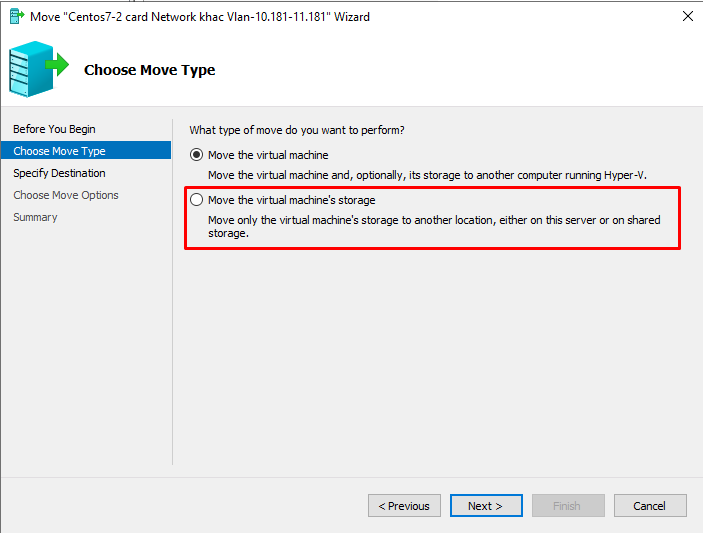 Move "Centos7-2 card Network khac Vlan-10.181-11.181" Wizard
Choose Move Type
Before You Begin
Choose Move Type
Specify Destination
Choose Move Options
Summary
What type of move do you want to perform?
Move the virtual machine
Move the virtual machine and, optionally, its storage to another computer running Hyper-V.
Move the virtual machine's storage
Move only the virtual machine's storage to another location, either on this server or on shared
storage.
< Previous
Next >
Finish
Cancel